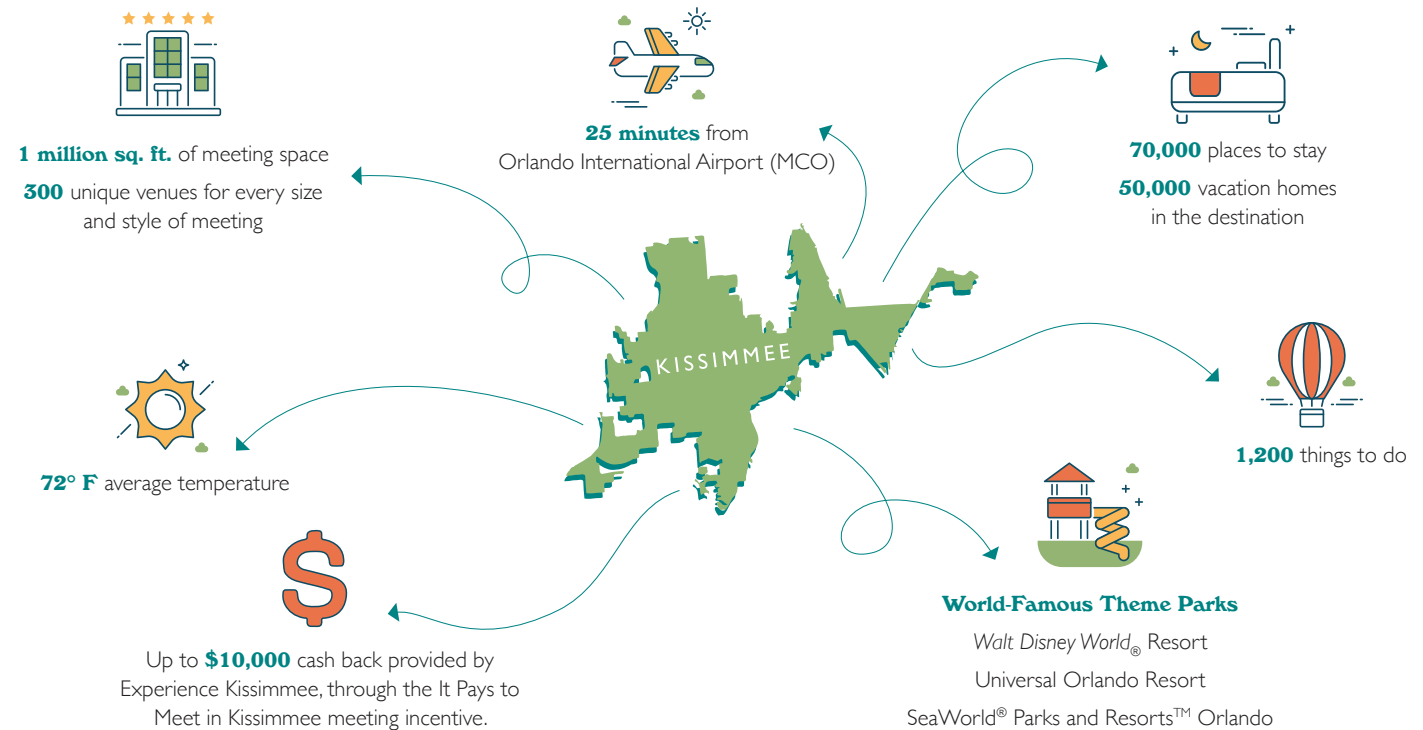 1 million sq. ft. of meeting space
300 unique venues for every size
and style of meeting
25 minutes from
Orlando International Airport (MCO)
70,000 places to stay
50,000 vacation homes
in the destination
KISSIMMEE
72° F average temperature
1,200 things to do
Up to $10,000 cash back provided by
Experience Kissimmee, through the It Pays to
Meet in Kissimmee meeting incentive.
World-Famous Theme Parks
Walt Disney World® Resort
Universal Orlando Resort
SeaWorld® Parks and Resorts™ Orlando